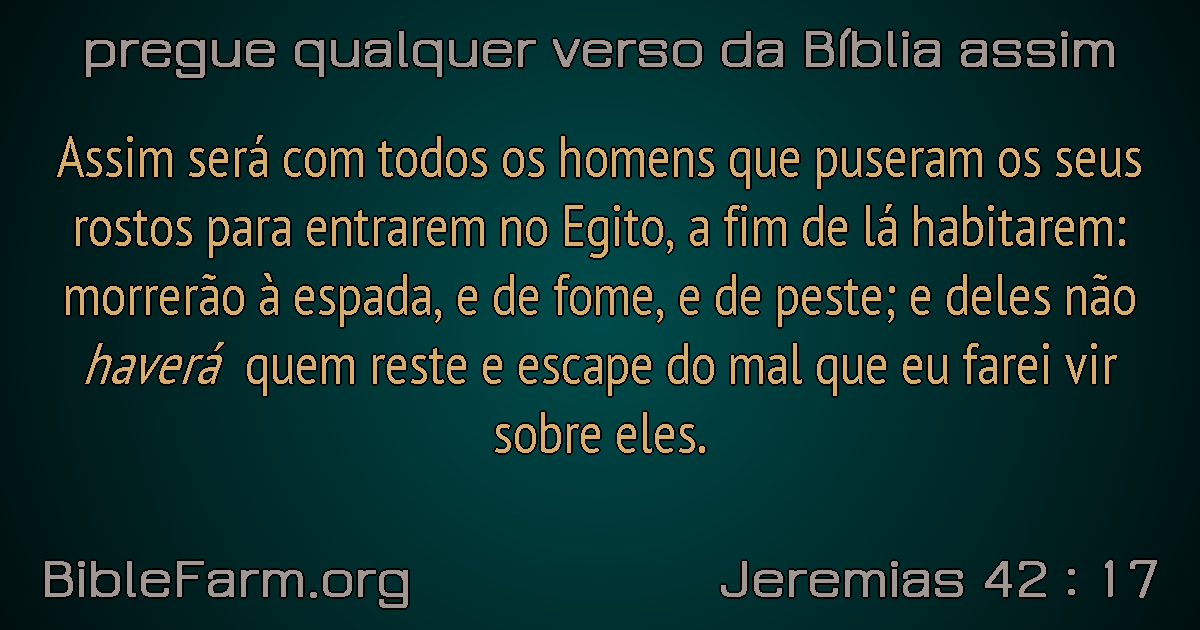 pregue qualquer verso da Bíblia assim
Assim será com todos os homens que puseram os seus
rostos para entrarem no Egito, a fim de lá habitarem:
morrerão à espada, e de fome, e de peste; e deles não
haverá quem reste e escape do mal que eu farei vir
sobre eles.
BibleFarm.org
Jeremias 42 : 17